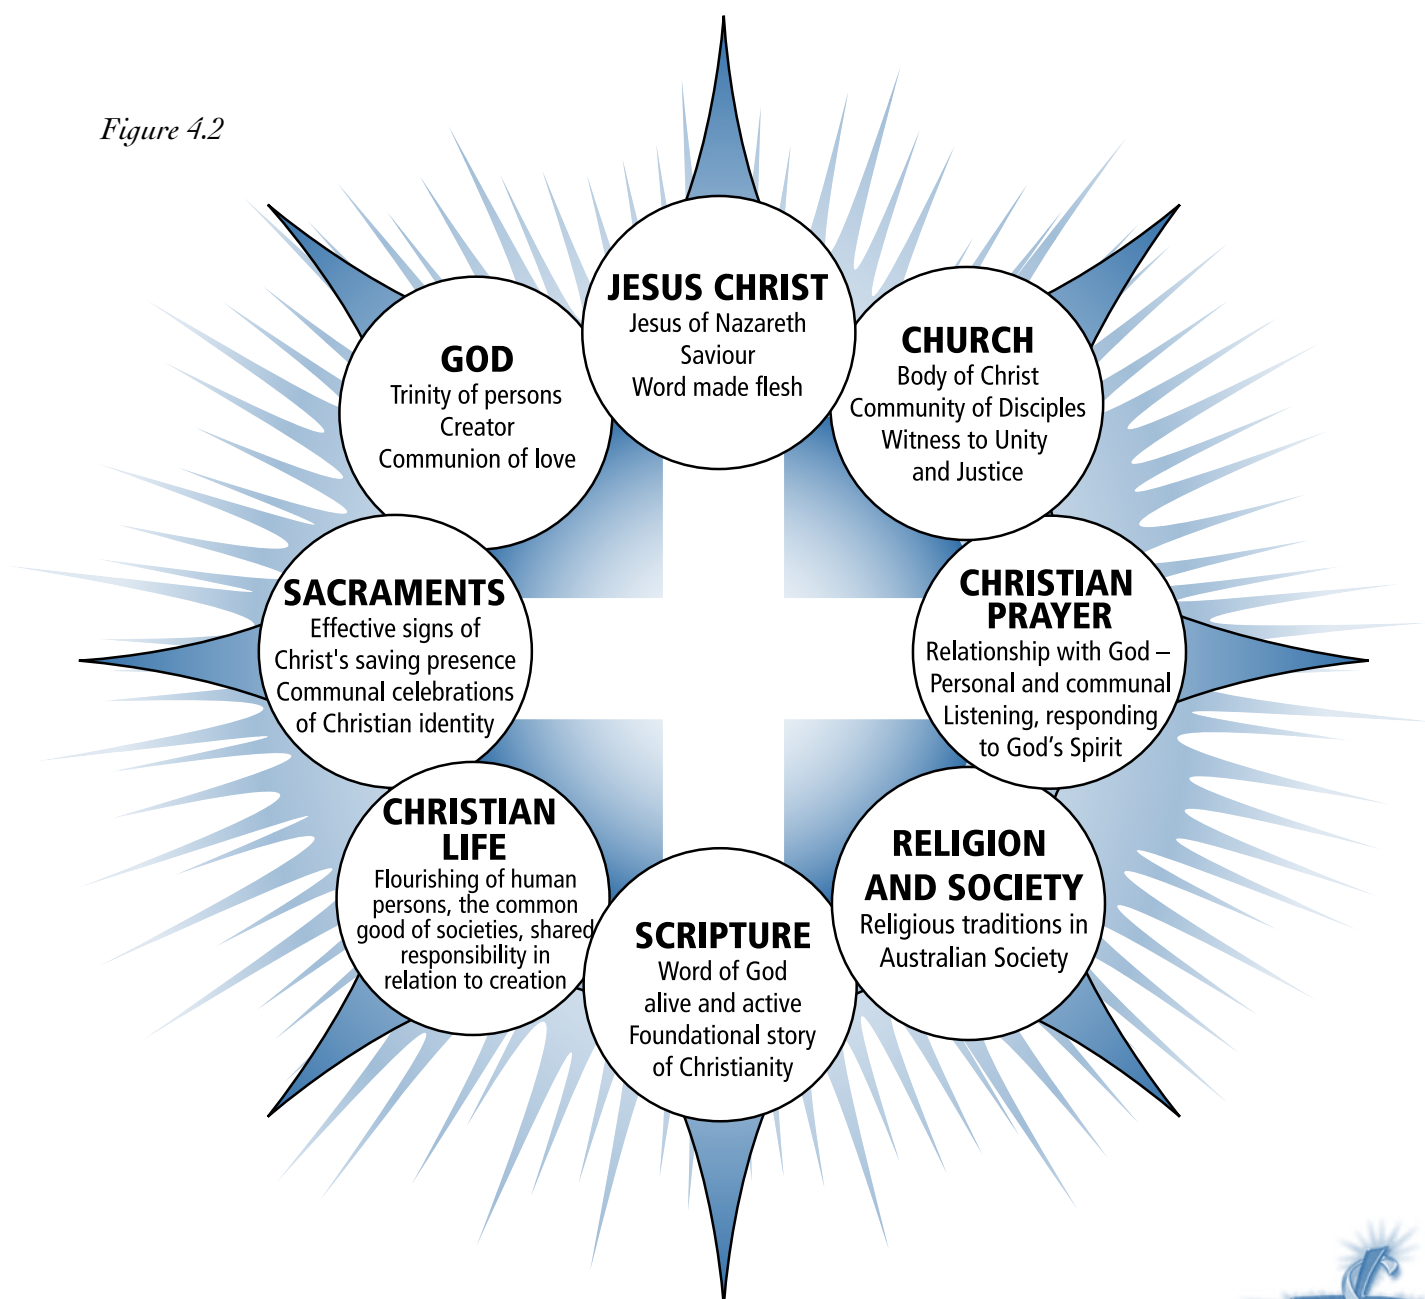 Figure 4.2
JESUS CHRIST
Jesus of Nazareth
Saviour
Word made flesh
CHURCH
Body of Christ
Community of Disciples
Witness to Unity
and Justice
CHRISTIAN
PRAYER
Relationship with God –
Personal and communal
Listening, responding
to God's Spirit
RELIGION
AND SOCIETY
Religious traditions in
Australian Society
SCRIPTURE
Word of God
alive and active
Foundational story
of Christianity
CHRISTIAN
LIFE
Flourishing of human
persons, the common
good of societies, shared
responsibility in
relation to creation
SACRAMENTS
Effective signs of
Christ's saving presence
Communal celebrations
of Christian identity
GOD
Trinity of persons
Creator
Communion of love